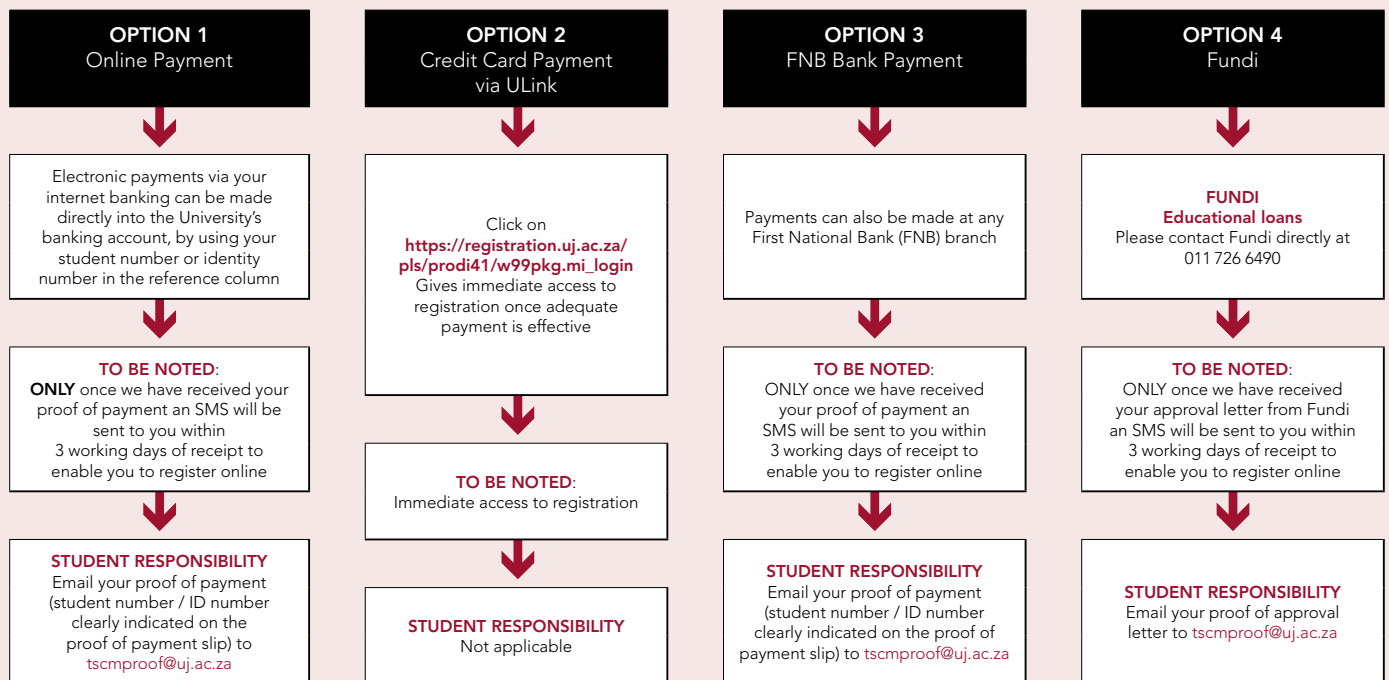 OPTION 1
Online Payment
Electronic payments via your
internet banking can be made
directly into the University's
banking account, by using your
student number or identity
number in the reference column
TO BE NOTED:
ONLY once we have received your
proof of payment an SMS will be
sent to you within
3 working days of receipt to
enable you to register online
STUDENT RESPONSIBILITY
Email your proof of payment
(student number / ID number
clearly indicated on the
proof of payment slip) to
tscmproof@uj.ac.za
OPTION 2
Credit Card Payment
via ULink
Click on
https://registration.uj.ac.za/
pls/prodi41/w99pkg.mi_login
Gives immediate access to
registration once adequate
payment is effective
TO BE NOTED:
Immediate access to registration
STUDENT RESPONSIBILITY
Not applicable
OPTION 3
FNB Bank Payment
Payments can also be made at any
First National Bank (FNB) branch
TO BE NOTED:
ONLY once we have received
your proof of payment an
SMS will be sent to you within
3 working days of receipt to
enable you to register online
STUDENT RESPONSIBILITY
Email your proof of payment
(student number / ID number
clearly indicated on the proof of
payment slip) to tscmproof@uj.ac.za
OPTION 4
Fundi
FUNDI
Educational loans
Please contact Fundi directly at
011 726 6490
TO BE NOTED:
ONLY once we have received
your approval letter from Fundi
an SMS will be sent to you within
3 working days of receipt to
enable you to register online
STUDENT RESPONSIBILITY
Email your proof of approval
letter to tscmproof@uj.ac.za